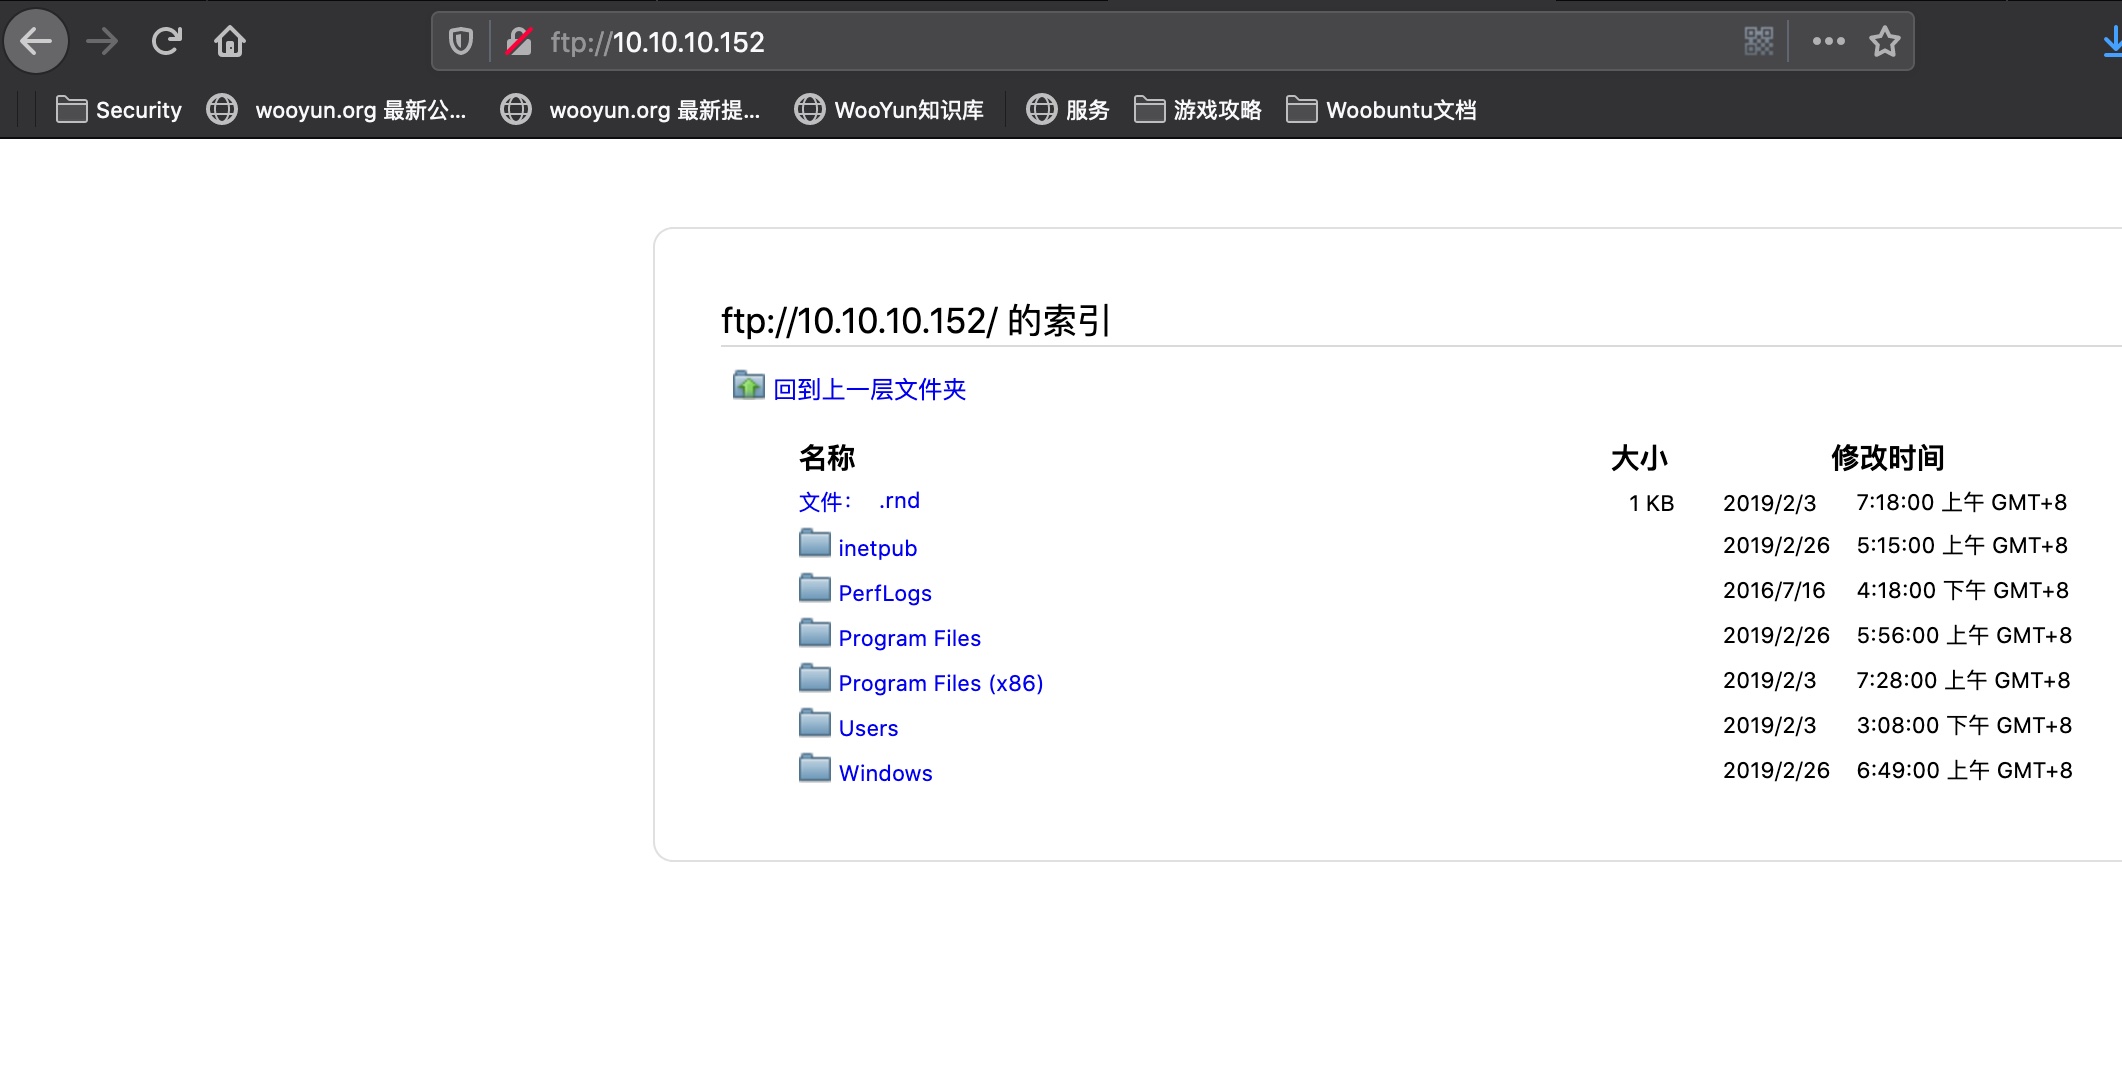 ftp://10.10.10.152
Security wooyun.org 最新公... wooyun.org 最新提... WooYun知识库 服务 游戏攻略 Woobuntu文档
ftp://10.10.10.152/ 的索引
回到上一层文件夹
名称 大小 修改时间
文件： .rnd 1 KB 2019/2/3 7:18:00 上午 GMT+8
inetpub 2019/2/26 5:15:00 上午 GMT+8
PerfLogs 2016/7/16 4:18:00 下午 GMT+8
Program Files 2019/2/26 5:56:00 上午 GMT+8
Program Files (x86) 2019/2/3 7:28:00 上午 GMT+8
Users 2019/2/3 3:08:00 下午 GMT+8
Windows 2019/2/26 6:49:00 上午 GMT+8